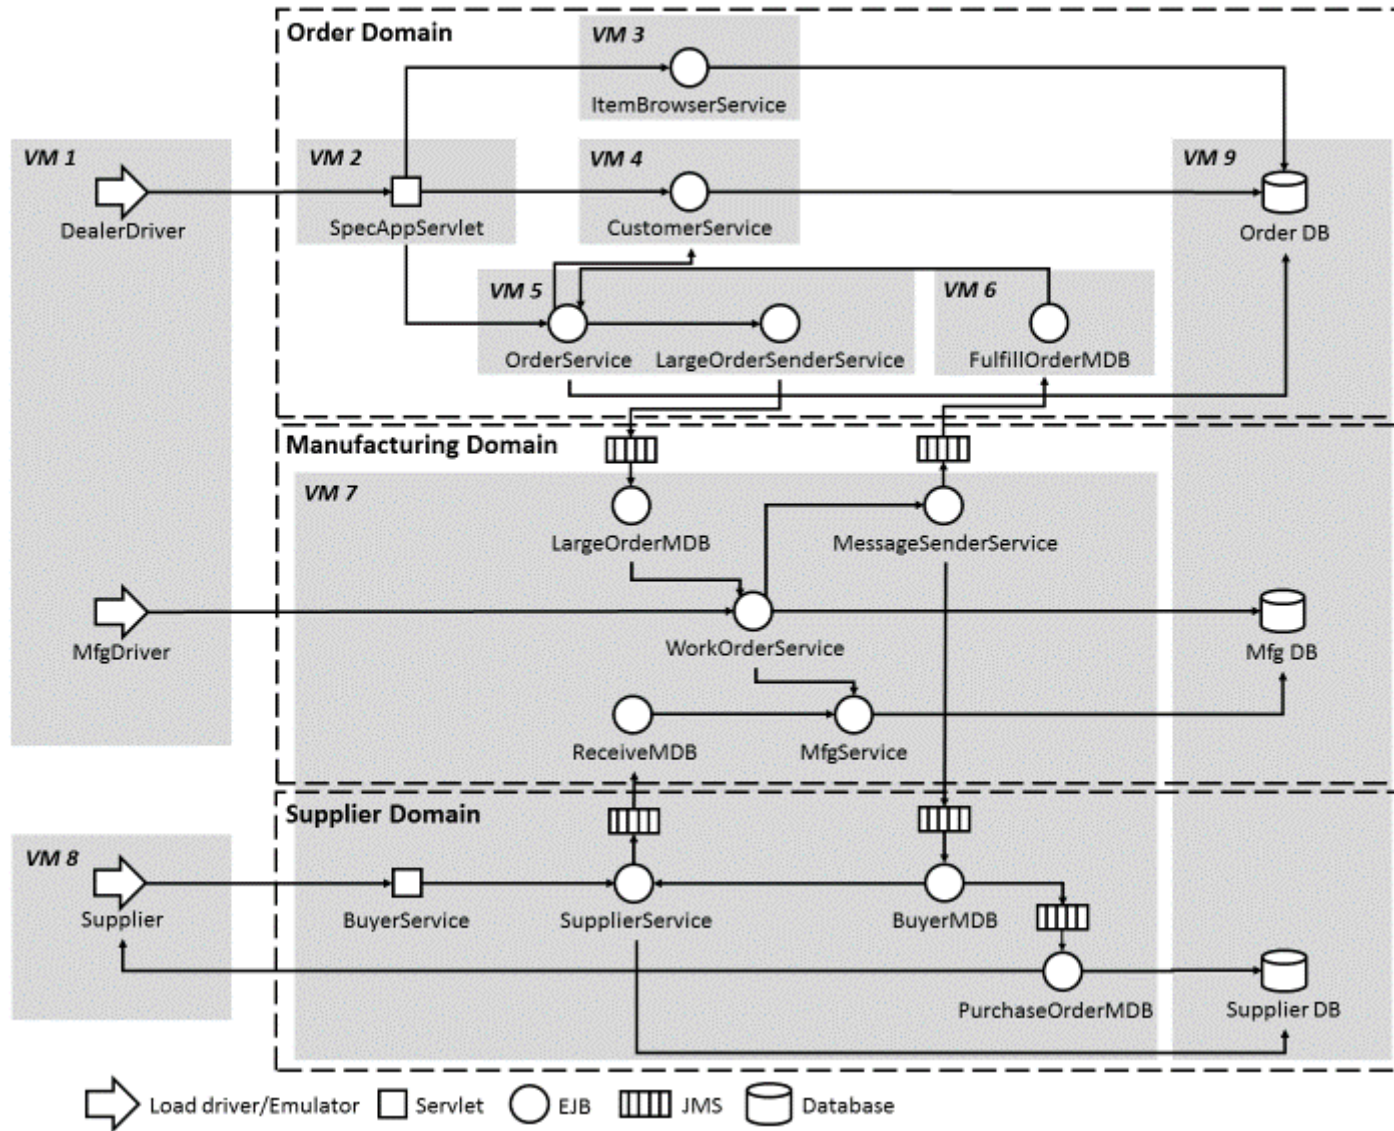 Order Domain
VM 3
ItemBrowserService
VM 1
VM 2
VM 4
VM 9
DealerDriver
SpecAppServlet
CustomerService
Order DB
VM 5
VM 6
OrderService
LargeOrderSenderService
FulfillOrderMDB
Manufacturing Domain
VM 7
LargeOrderMDB
MessageSenderService
MfgDriver
WorkOrderService
Mfg DB
ReceiveMDB
MfgService
Supplier Domain
VM 8
Supplier
BuyerService
SupplierService
BuyerMDB
PurchaseOrderMDB
Supplier DB
Load driver/Emulator
Servlet
EJB
JMS
Database